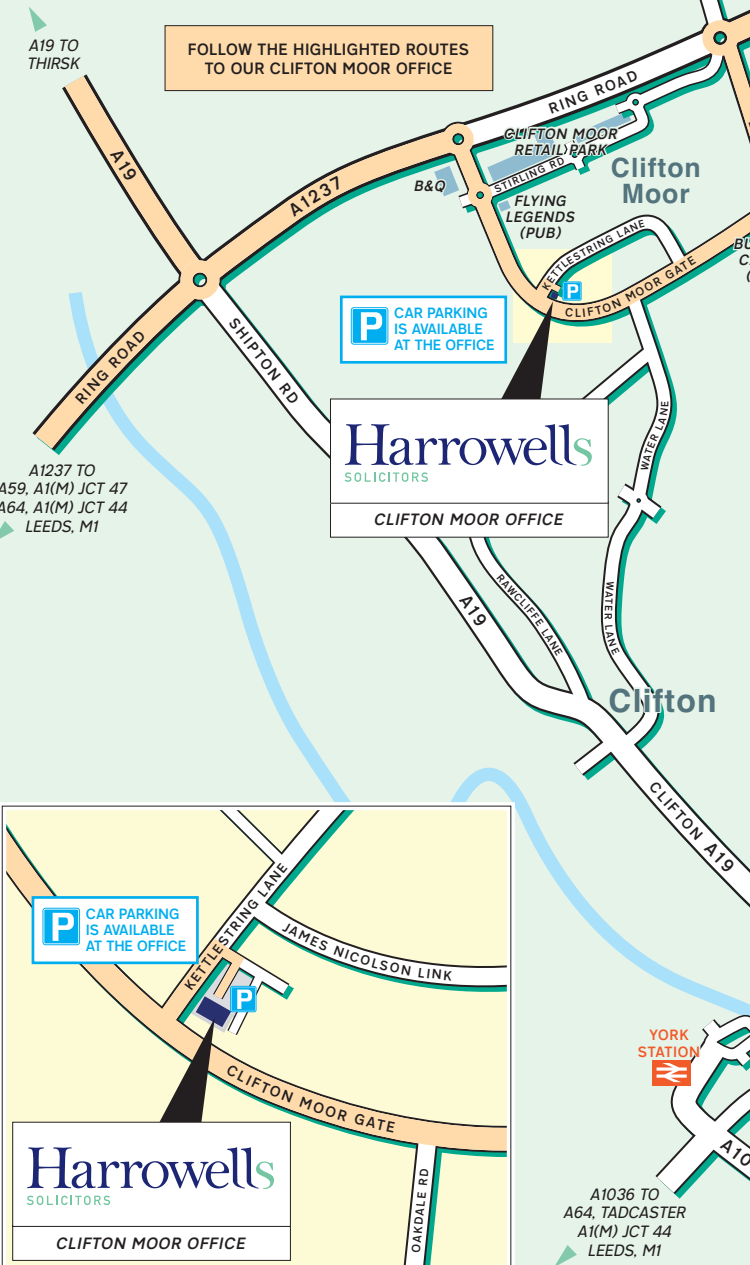 A19 TO
THIRSK
FOLLOW THE HIGHLIGHTED ROUTES
TO OUR CLIFTON MOOR OFFICE
RING ROAD
A19
A1237
CLIFTON MOOR
RETAIL PARK
STIRLING RD
B&Q
Clifton
Moor
FLYING
LEGENDS
(PUB)
KETTLESTRING LANE
P
CLIFTON MOOR GATE
P
CAR PARKING
IS AVAILABLE
AT THE OFFICE
RING ROAD
SHIPTON RD
Harrowells
SOLICITORS
CLIFTON MOOR OFFICE
WATER LANE
A1237 TO
A59, A1(M) JCT 47
A64, A1(M) JCT 44
LEEDS, M1
A19
RAWCLIFFE LANE
WATER LANE
Clifton
CLIFTON A19
P
CAR PARKING
IS AVAILABLE
AT THE OFFICE
KETTLESTRING LANE
JAMES NICOLSON LINK
P
CLIFTON MOOR GATE
OAKDALE RD
Harrowells
SOLICITORS
CLIFTON MOOR OFFICE
YORK
STATION
A1036 TO
A64, TADCASTER
A1(M) JCT 44
LEEDS, M1